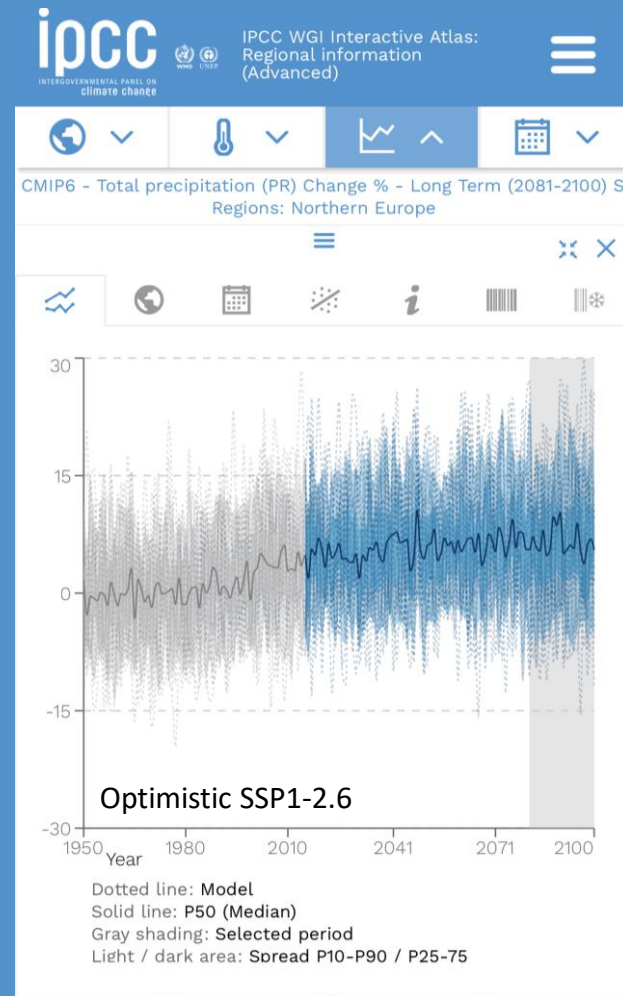 ipcc
INTERGOVERNMENTAL PANEL ON
climate change
WMO UNEP
IPCC WGI Interactive Atlas:
Regional information
(Advanced)
CMIP6 - Total precipitation (PR) Change % - Long Term (2081-2100) S
Regions: Northern Europe
i
30
15
0
-15
-30
Optimistic SSP1-2.6
1950 1980 2010 2041 2071 2100
Year
Dotted line: Model
Solid line: P50 (Median)
Gray shading: Selected period
Light / dark area: Spread P10-P90 / P25-75